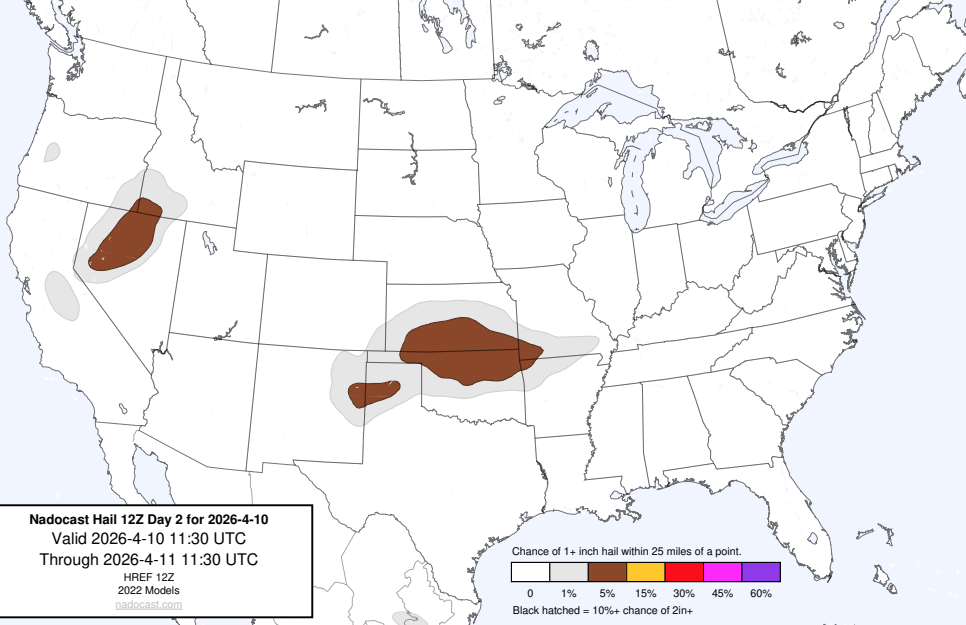 Nadocast Hail 12Z Day 2 for 2026-4-10
Valid 2026-4-10 11:30 UTC
Through 2026-4-11 11:30 UTC
HREF 12Z
2022 Models
nadocast.com
Chance of 1+ inch hail within 25 miles of a point.
0 1% 5% 15% 30% 45% 60%
Black hatched = 10%+ chance of 2in+